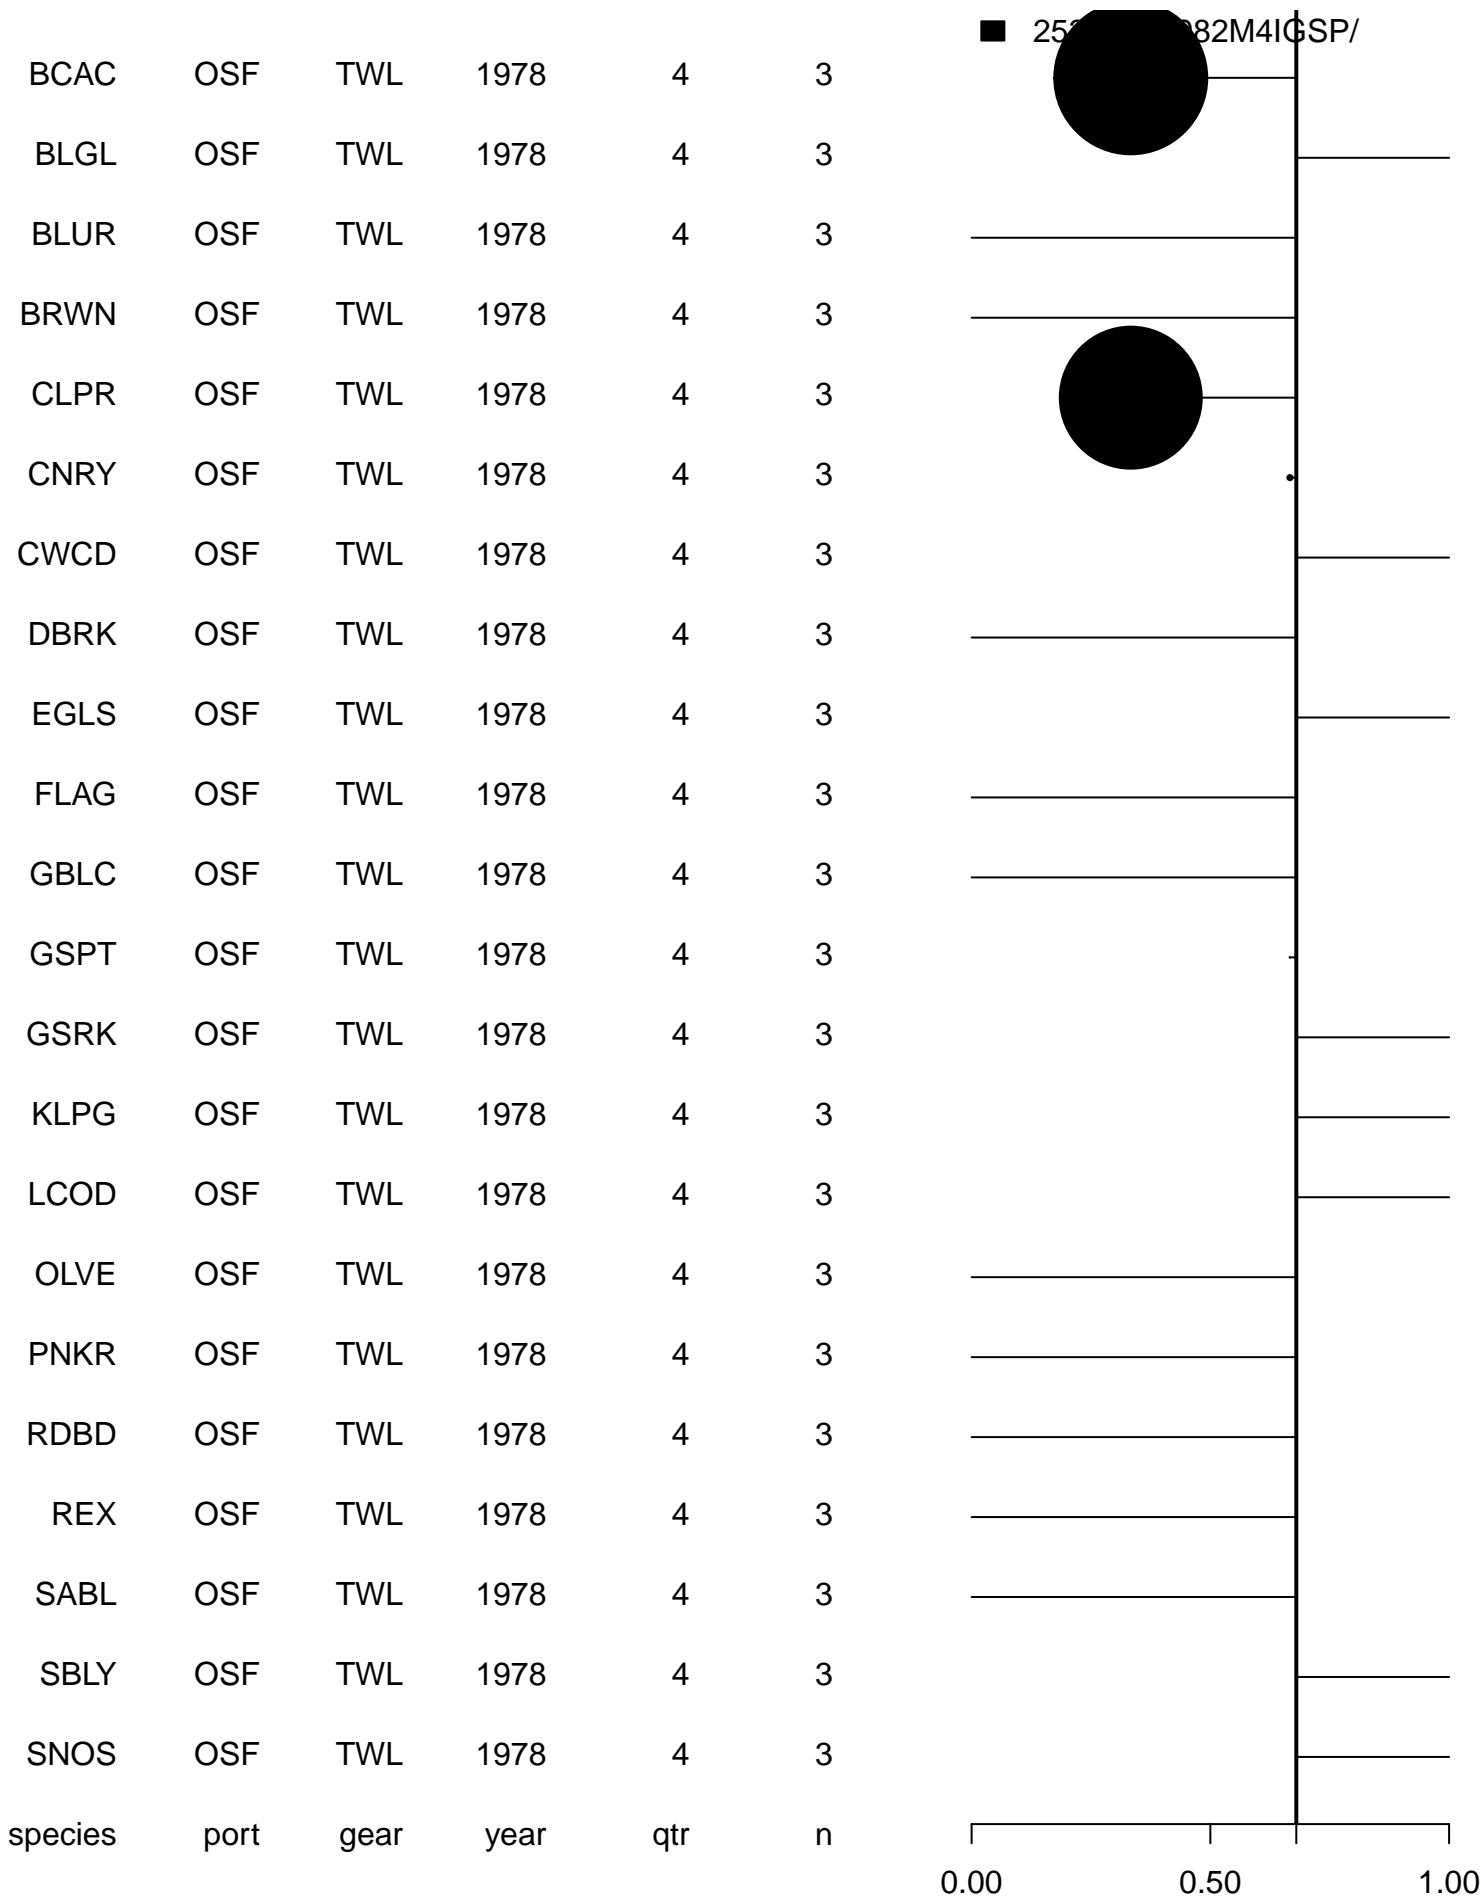 82M4IGSP/
BCAC OSF TWL 1978 4 3
BLGL OSF TWL 1978 4 3
BLUR OSF TWL 1978 4 3
BRWN OSF TWL 1978 4 3
CLPR OSF TWL 1978 4 3
CNRY OSF TWL 1978 4 3
CWCD OSF TWL 1978 4 3
DBRK OSF TWL 1978 4 3
EGLS OSF TWL 1978 4 3
FLAG OSF TWL 1978 4 3
GBLC OSF TWL 1978 4 3
GSPT OSF TWL 1978 4 3
GSRK OSF TWL 1978 4 3
KLPG OSF TWL 1978 4 3
LCOD OSF TWL 1978 4 3
OLVE OSF TWL 1978 4 3
PNKR OSF TWL 1978 4 3
RDBD OSF TWL 1978 4 3
REX OSF TWL 1978 4 3
SABL OSF TWL 1978 4 3
SBLY OSF TWL 1978 4 3
SNOS OSF TWL 1978 4 3
species port gear year qtr n
0.00 0.50 1.00